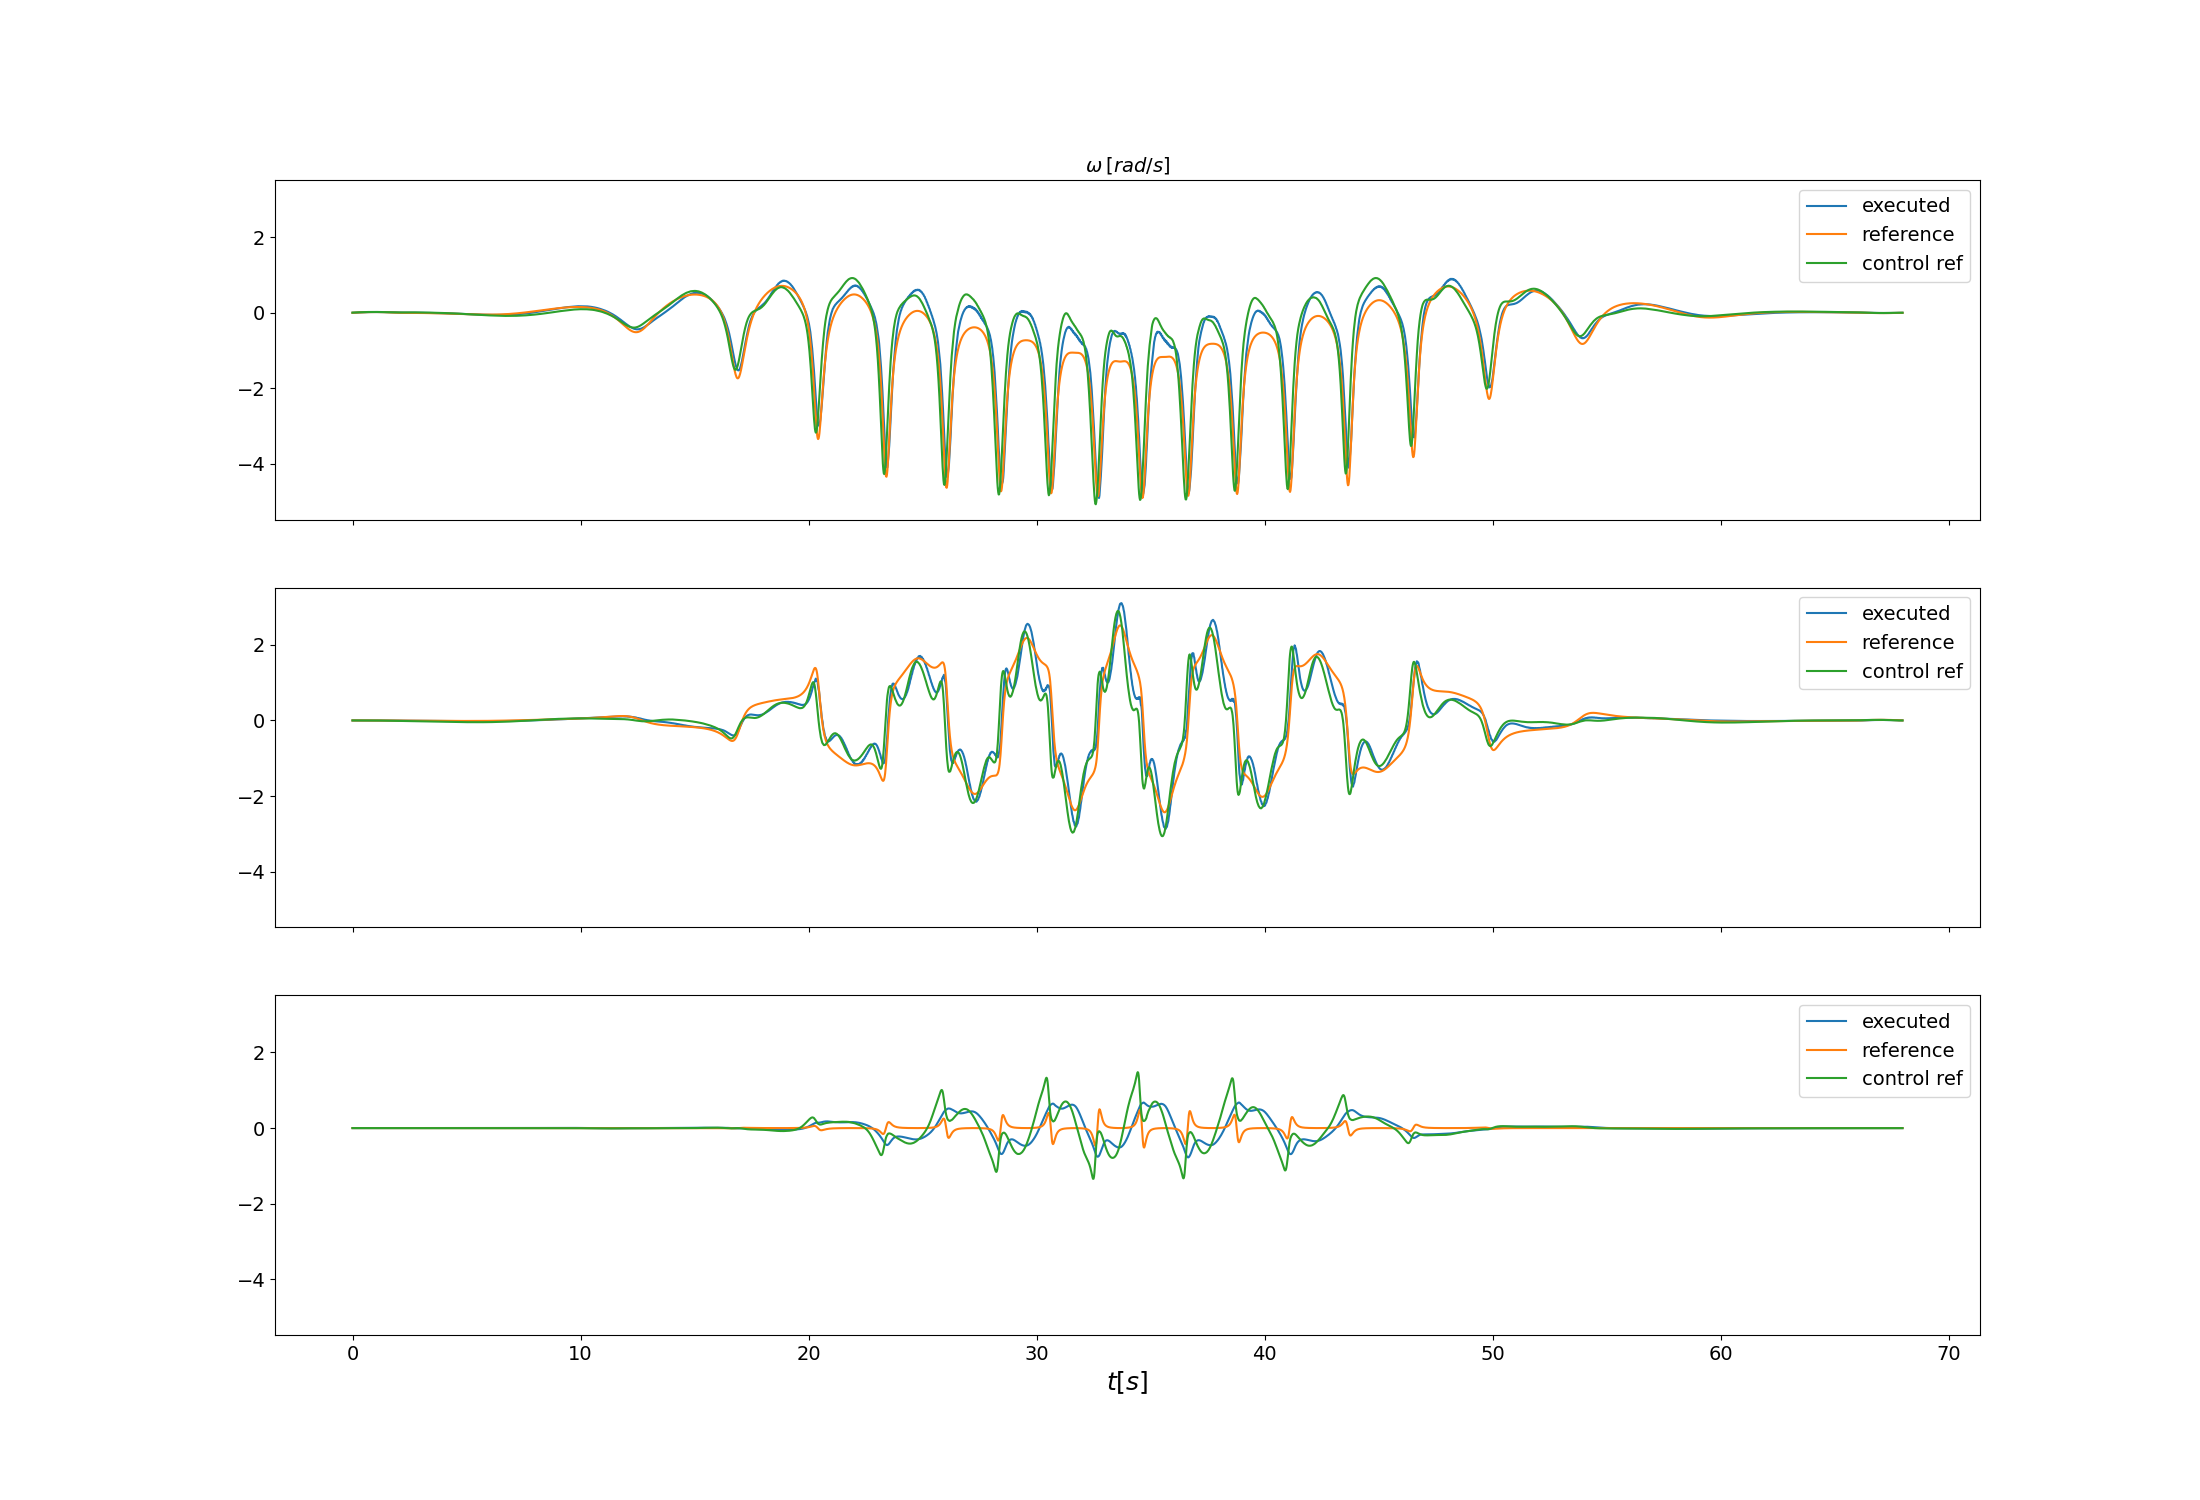 ω [rad/s]
executed
reference
control ref
2
0
−2
−4
executed
reference
control ref
2
0
−2
−4
executed
reference
control ref
2
0
−2
−4
0 10 20 30 40 50 60 70
t[s]